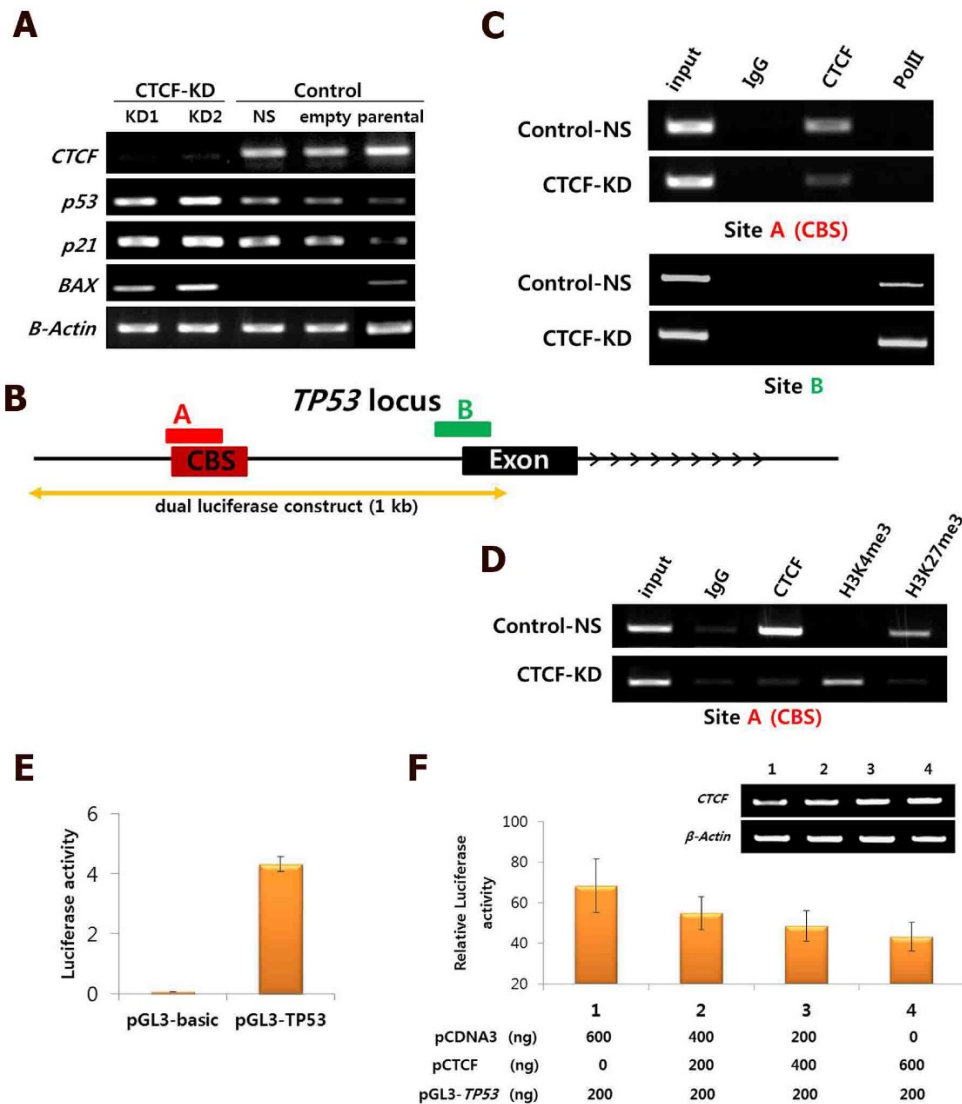 A
CTCF-KD Control
KD1 KD2 NS empty parental
CTCF
p53
p21
BAX
B-Actin
C
input IgG CTCF PolII
Control-NS
CTCF-KD
Site A (CBS)
Control-NS
CTCF-KD
Site B
B
TP53 locus
A
B
CBS
Exon
dual luciferase construct (1 kb)
D
input IgG CTCF H3K4me3 H3K27me3
Control-NS
CTCF-KD
Site A (CBS)
E
Luciferase activity
6
4
2
0
pGL3-basic pGL3-TP53
F
1 2 3 4
CTCF
β-Actin
Relative Luciferase
activity
100
80
60
40
20
1 2 3 4
pCDNA3 (ng) 600 400 200 0
pCTCF (ng) 0 200 400 600
pGL3-TP53 (ng) 200 200 200 200